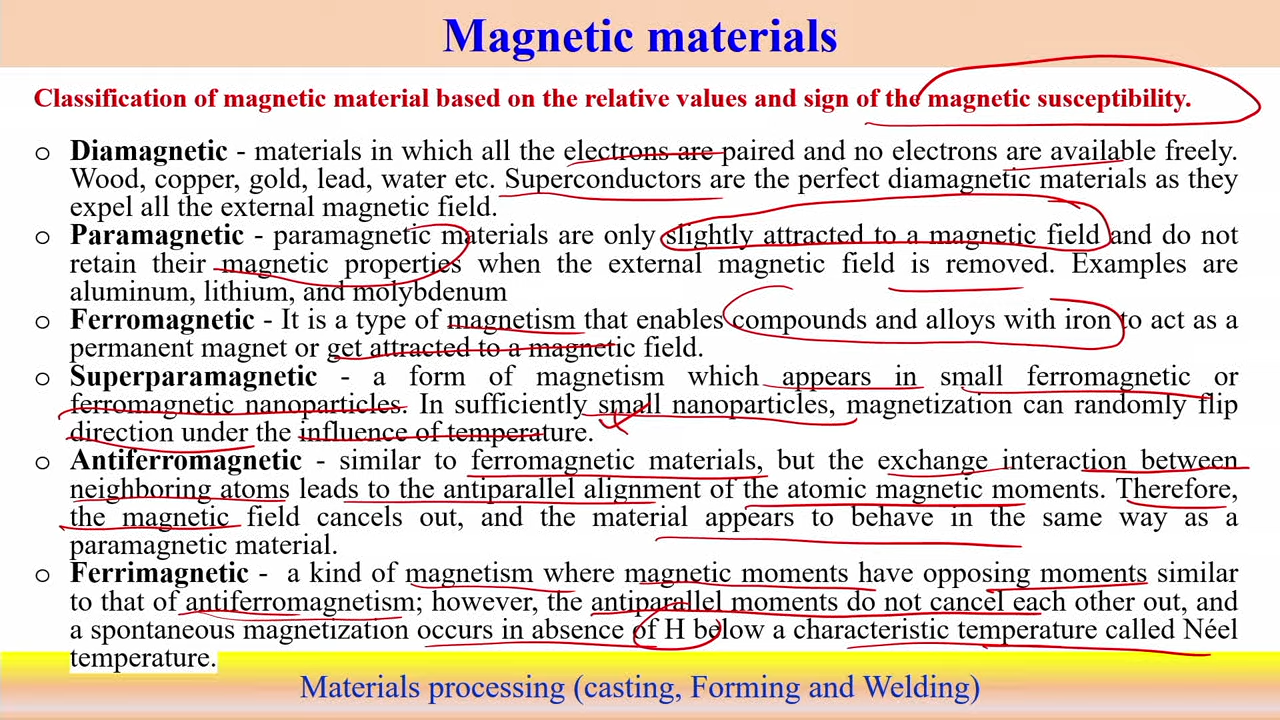 Magnetic materials
Classification of magnetic material based on the relative values and sign of the magnetic susceptibility.
o Diamagnetic - materials in which all the electrons are paired and no electrons are available freely.
Wood, copper, gold, lead, water etc. Superconductors are the perfect diamagnetic materials as they
expel all the external magnetic field.
o Paramagnetic - paramagnetic materials are only slightly attracted to a magnetic field and do not
retain their magnetic properties when the external magnetic field is removed. Examples are
aluminum, lithium, and molybdenum
o Ferromagnetic - It is a type of magnetism that enables compounds and alloys with iron to act as a
permanent magnet or get attracted to a magnetic field.
o Superparamagnetic - a form of magnetism which appears in small ferromagnetic or
ferromagnetic nanoparticles. In sufficiently small nanoparticles, magnetization can randomly flip
direction under the influence of temperature.
o Antiferromagnetic - similar to ferromagnetic materials, but the exchange interaction between
neighboring atoms leads to the antiparallel alignment of the atomic magnetic moments. Therefore,
the magnetic field cancels out, and the material appears to behave in the same way as a
paramagnetic material.
o Ferrimagnetic - a kind of magnetism where magnetic moments have opposing moments similar
to that of antiferromagnetism; however, the antiparallel moments do not cancel each other out, and
a spontaneous magnetization occurs in absence of H below a characteristic temperature called Néel
temperature.
Materials processing (casting, Forming and Welding)